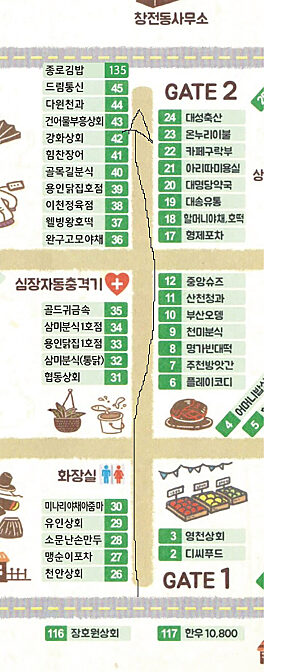 창전동사무소
종로김밥 135
드림통신 45
다원천과 44
건어물부흥상회 43
강화상회 42
임찬장어 41
골목길분식 40
용인닭집호점 39
이천정육점 38
웰빙왕호떡 37
완구고모야채 36
GATE 2
24 대성축산
23 온누리이불
22 카페구락부
21 아리따미용실
20 대명당약국
19 대승유통
18 할머니야채,호떡
17 형제포차
심장자동충격기
골드귀금속 35
삼미분식1호점 34
용인닭집1호점 33
삼미분식(통닭) 32
협동상회 31
12 중앙슈즈
11 산천청과
10 부산오뎅
9 천미분식
8 명가빈대떡
7 주천방앗간
6 플레이코디
4
5
화장실
미나리야채아줌마 30
유인상회 29
소문난손만두 28
맹순이포차 27
천안상회 26
3 영천상회
2 디씨푸드
GATE 1
116 장호원상회
117 한우10,800